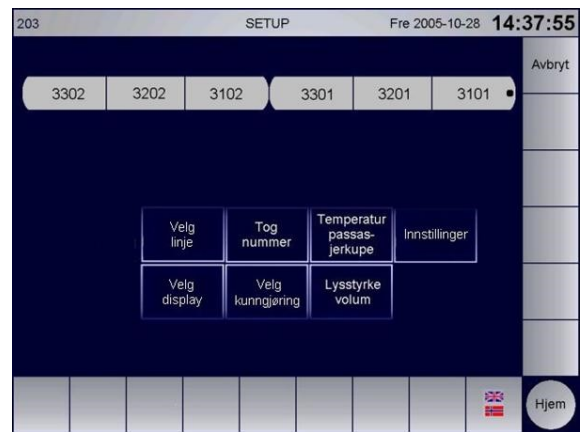 203 SETUP Fre 2005-10-28 14:37:55
Avbryt
3302 3202 3102 3301 3201 3101
Velg
linje
Tog
nummer
Temperatur
passas-
jerkupe
Innstillinger
Velg
display
Velg
kunngjøring
Lysstyrke
volum
Hjem